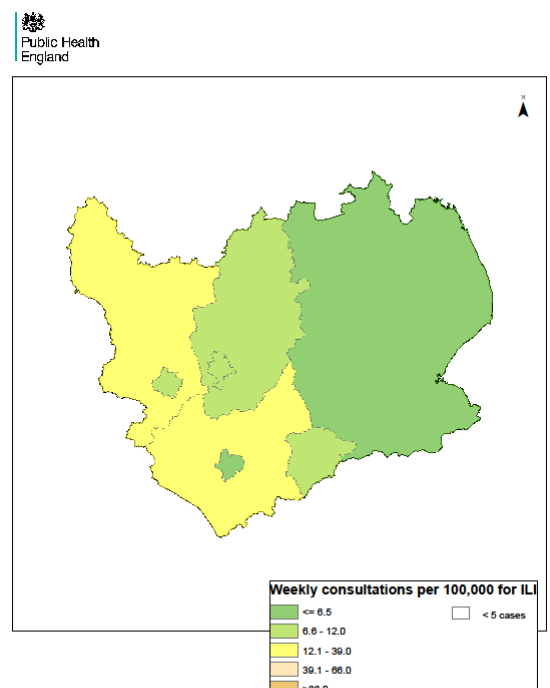 Public Health
England
N
Weekly consultations per 100,000 for ILI
<= 6.5
< 5 cases
6.6 - 12.0
12.1 - 39.0
39.1 - 66.0